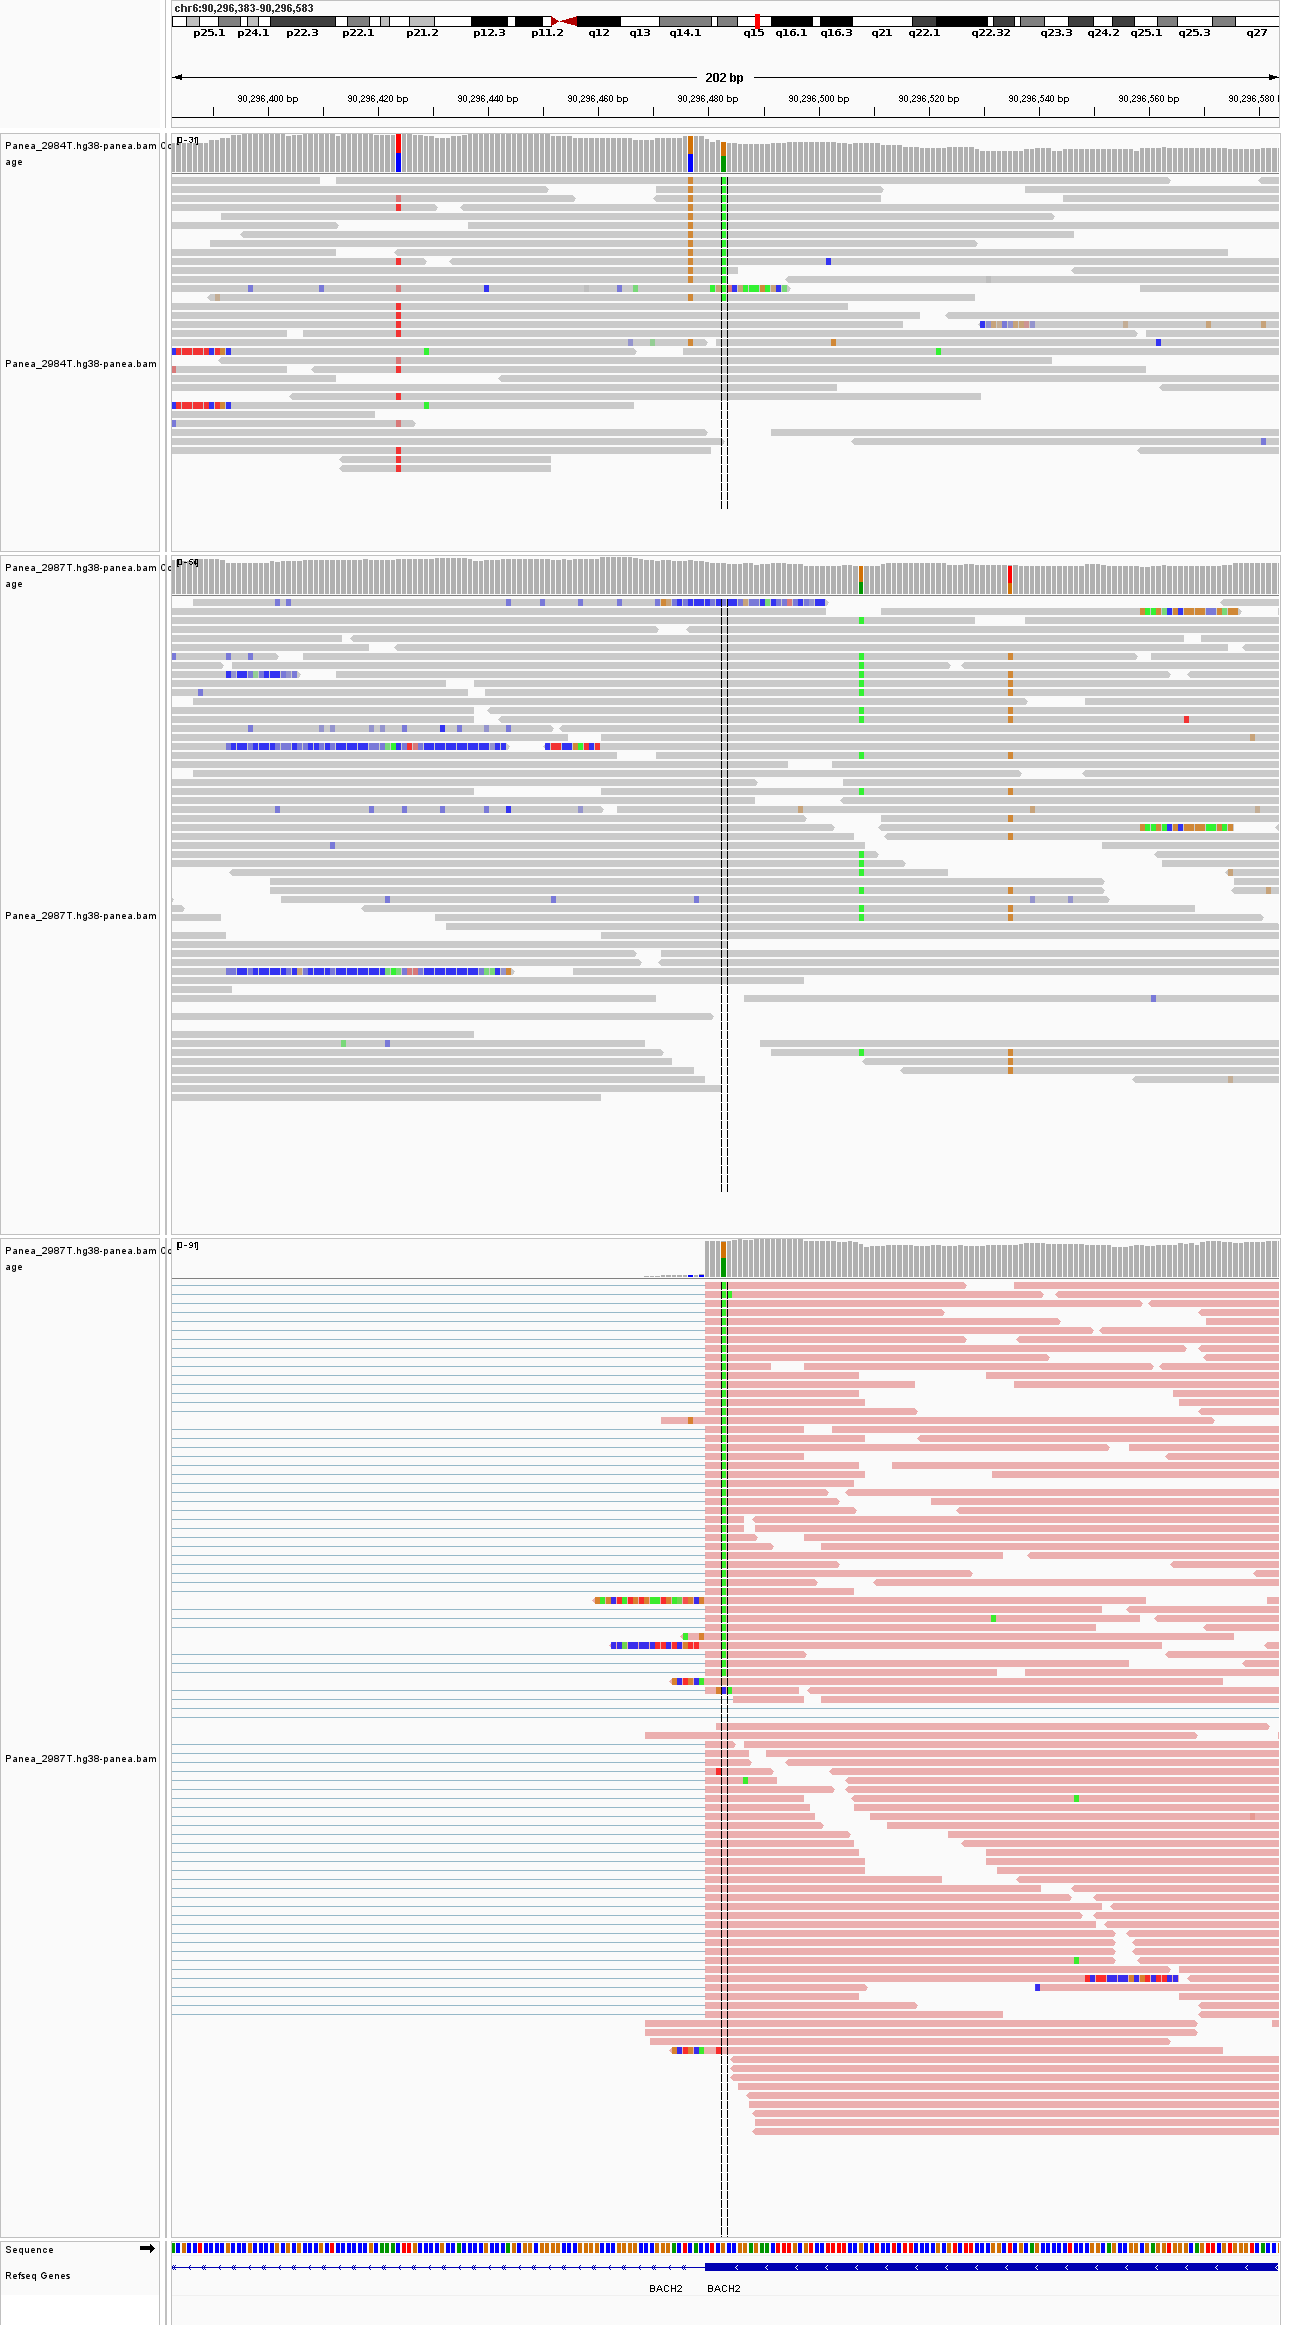 chr6:90,296,383-90,296,583
p25.1 p24.1 p22.3 p22.1 p21.2 p12.3 p11.2 q12 q13 q14.1 q15 q16.1 q16.3 q21 q22.1 q22.32 q23.3 q24.2 q25.1 q25.3 q27
202 bp
90,296,400 bp 90,296,420 bp 90,296,440 bp 90,296,460 bp 90,296,480 bp 90,296,500 bp 90,296,520 bp 90,296,540 bp 90,296,560 bp 90,296,580
[0-31]
Panea_2984T.hg38-panea.bam Co
age
Panea_2984T.hg38-panea.bam
Panea_2987T.hg38-panea.bam Co
age
Panea_2987T.hg38-panea.bam
Panea_2987T.hg38-panea.bam Co
[0-91]
age
Panea_2987T.hg38-panea.bam
Sequence
Refseq Genes
BACH2 BACH2